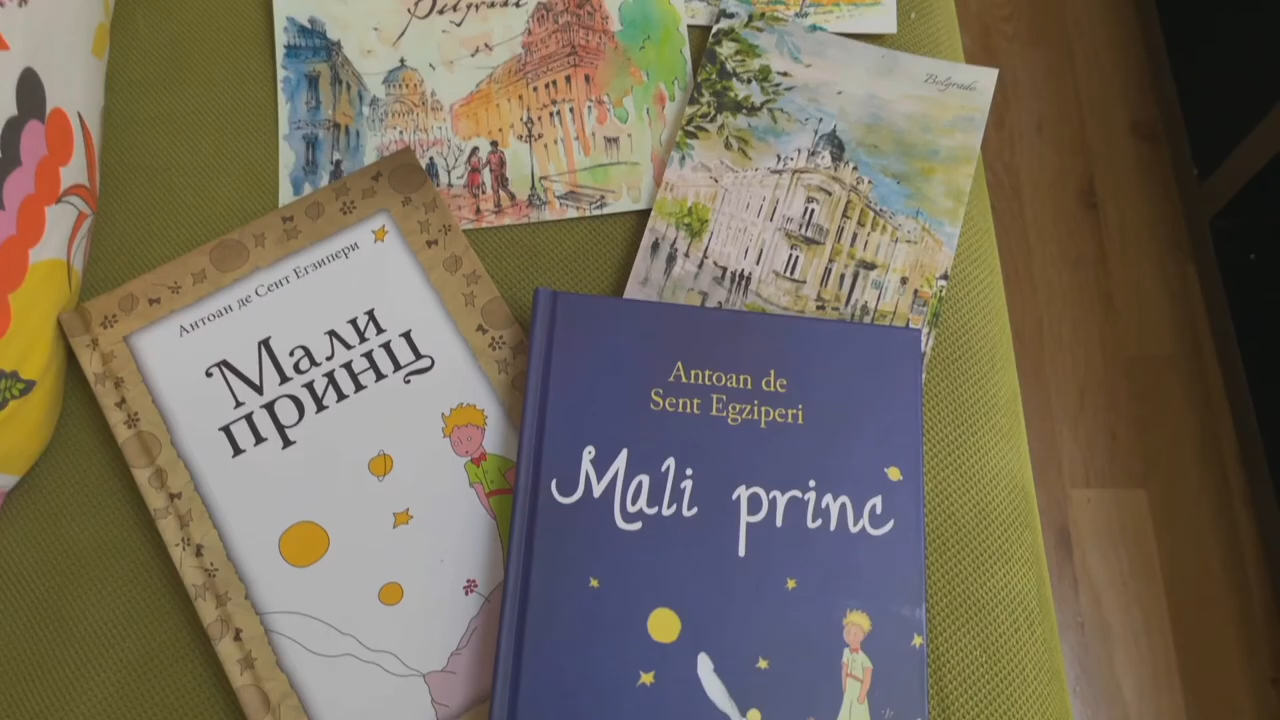 Belgrade
Belgrade
Антоан де Сент Егзипери
Мали
принц
Antoan de
Sent Egziperi
Mali princ